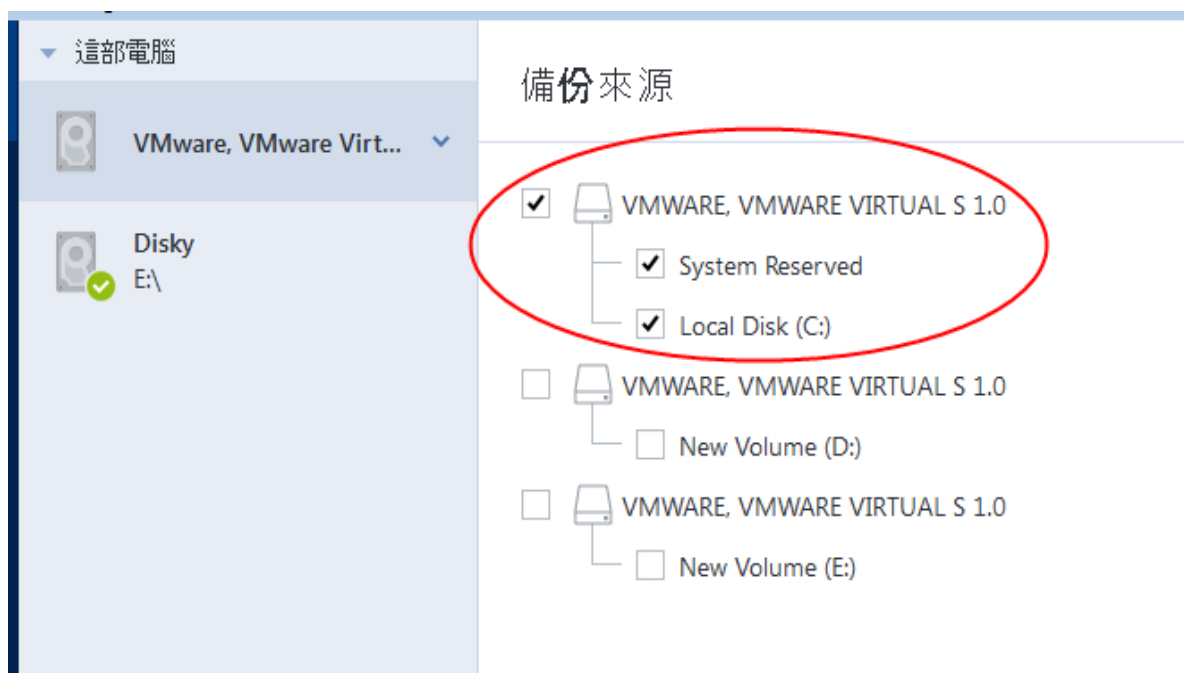 這部電腦
VMware, VMware Virt...
Disky
E:\
備份來源
VMWARE, VMWARE VIRTUAL S 1.0
System Reserved
Local Disk (C:)
VMWARE, VMWARE VIRTUAL S 1.0
New Volume (D:)
VMWARE, VMWARE VIRTUAL S 1.0
New Volume (E:)